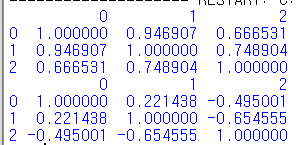 -------------------- RESTART: C:
0 1 2
0 1.000000 0.946907 0.666531
1 0.946907 1.000000 0.748904
2 0.666531 0.748904 1.000000
0 1 2
0 1.000000 0.221438 -0.495001
1 0.221438 1.000000 -0.654555
2 -0.495001 -0.654555 1.000000